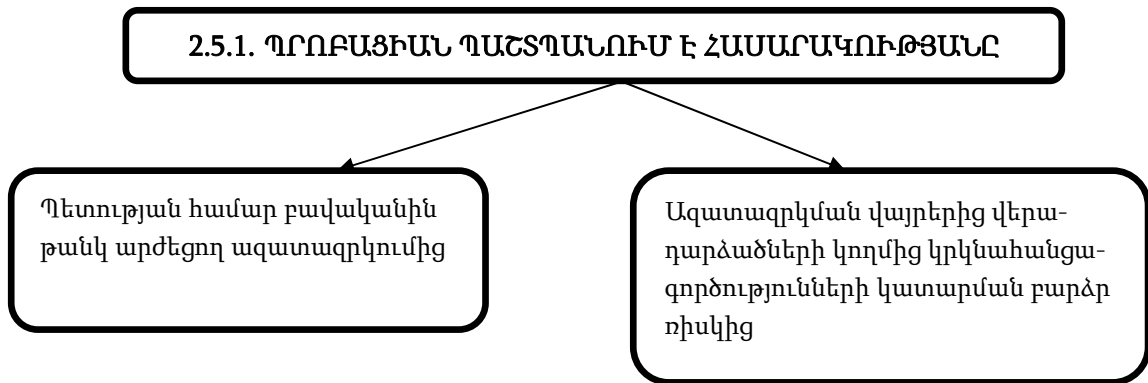 2.5.1. ՊՐՈԲԱՑԻԱՆ ՊԱՇՏՊԱՆՈՒՄ Է ՀԱՍԱՐԱԿՈՒԹՅԱՆԸ
Պետության համար բավականին
թանկ արժեցող ազատազրկումից
Ազատազրկման վայրերից վերա-
դարձածների կողմից կրկնահանցա-
գործությունների կատարման բարձր
ռիսկից